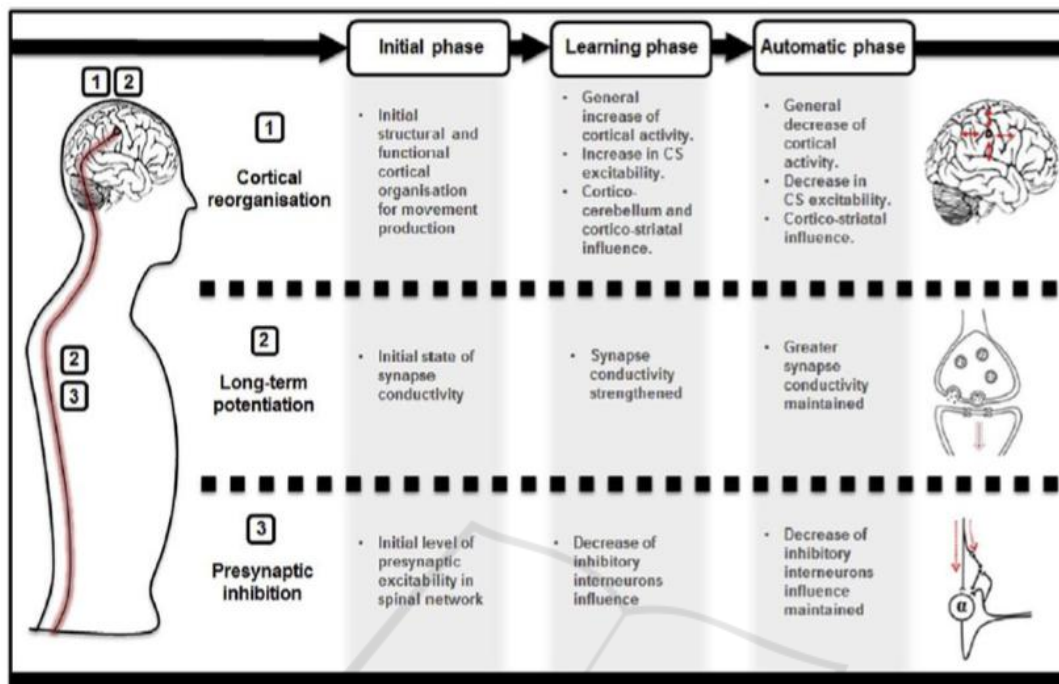 Initial phase
Learning phase
Automatic phase
1 2
1
Cortical
reorganisation
• Initial
structural and
functional
cortical
organisation
for movement
production
• General
increase of
cortical activity.
• Increase in CS
excitability.
• Cortico-
cerebellum and
cortico-striatal
influence.
• General
decrease of
cortical
activity.
• Decrease in
CS excitability.
• Cortico-striatal
influence.
2
3
2
Long-term
potentiation
• Initial state of
synapse
conductivity
• Synapse
conductivity
strengthened
• Greater
synapse
conductivity
maintained
3
Presynaptic
inhibition
• Initial level of
presynaptic
excitability in
spinal network
• Decrease of
inhibitory
interneurons
influence
• Decrease of
inhibitory
interneurons
influence
maintained
α